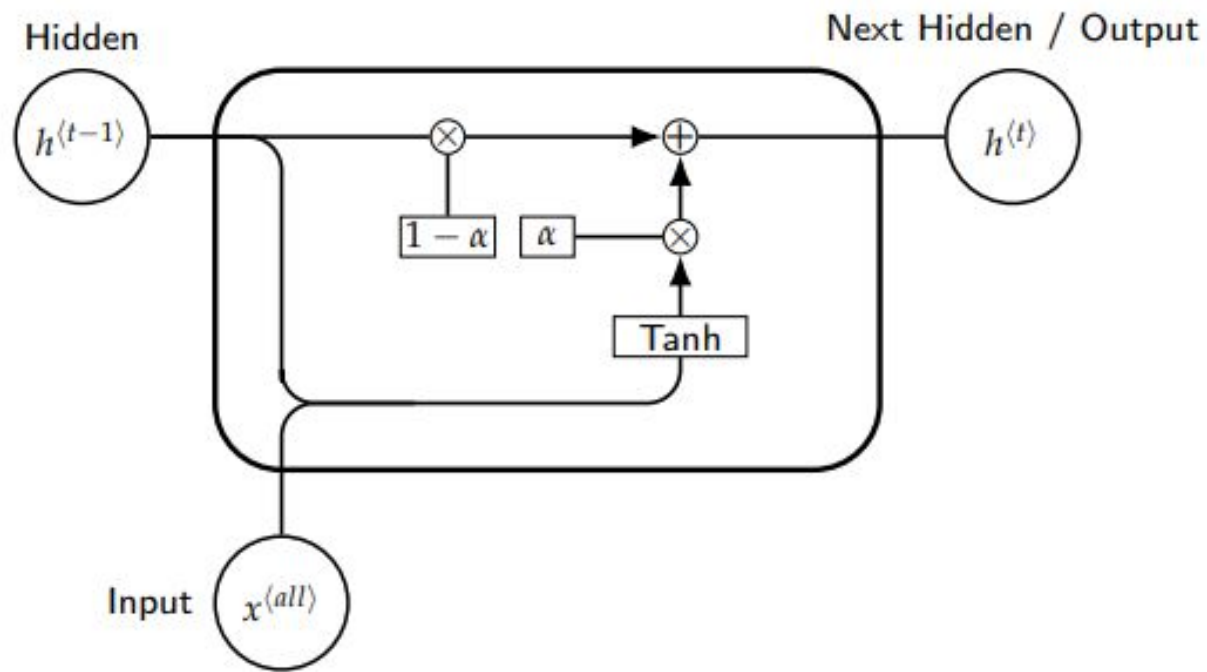 Hidden
Next Hidden / Output
h⟨t−1⟩
×
+
h⟨t⟩
1 − α
α
×
Tanh
Input
x⟨all⟩